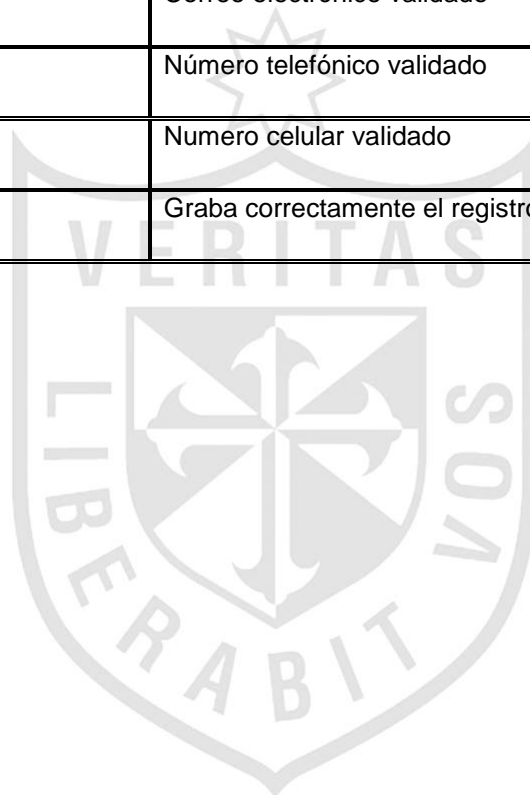 Número telefónico validado
Numero celular validado
Graba correctamente el registro
VERITAS
LIBERABIT
VOS